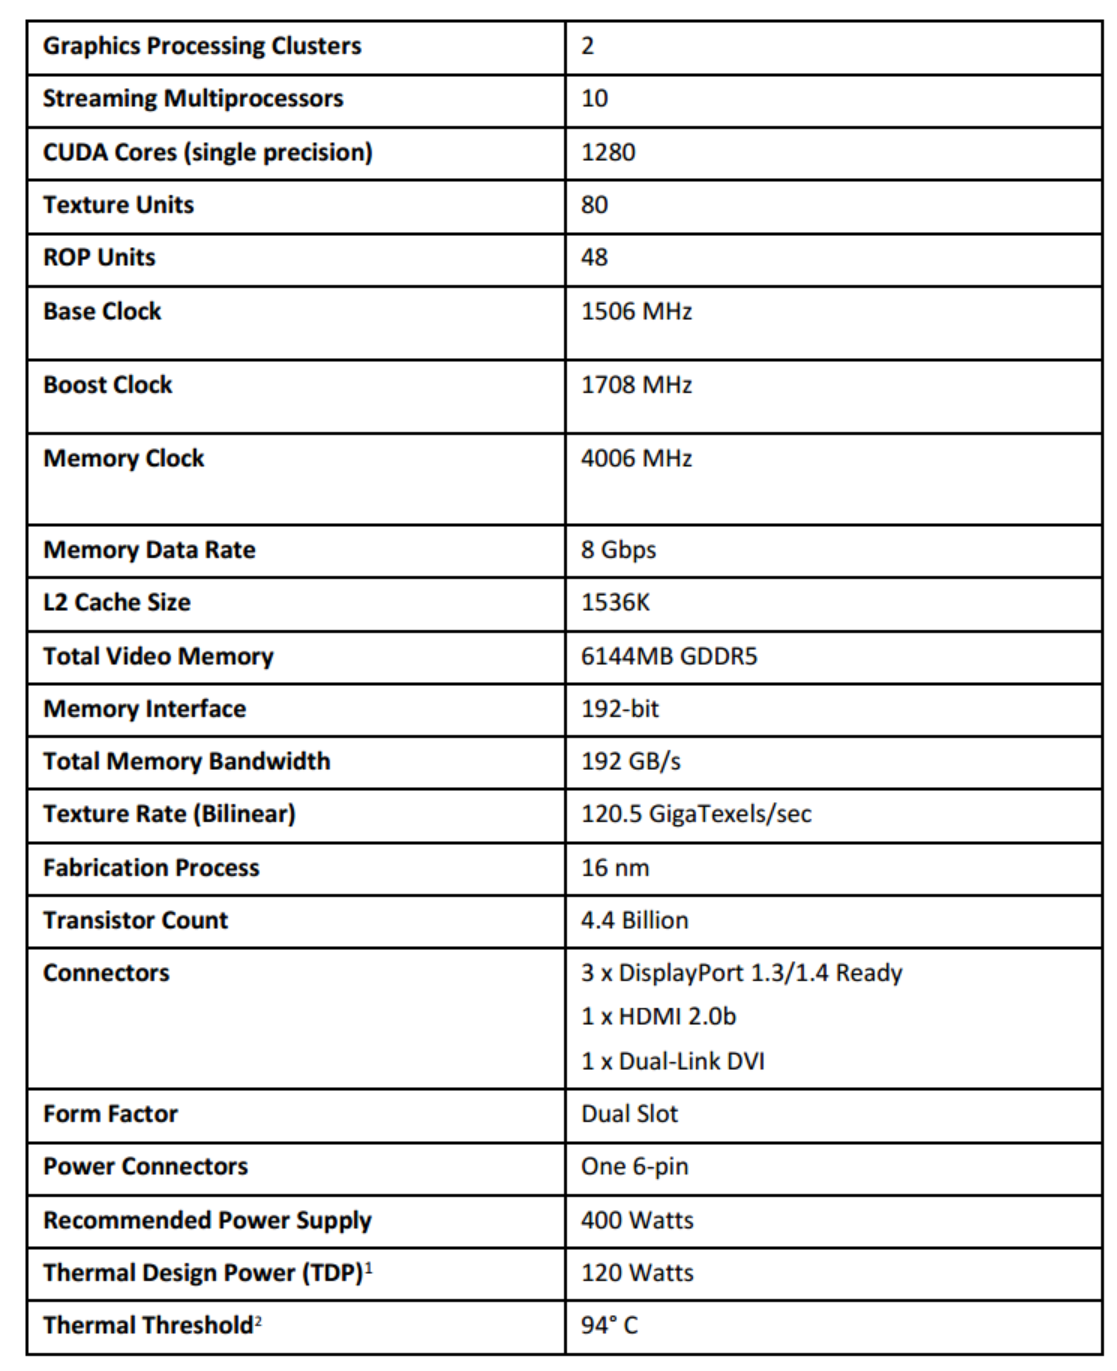 Graphics Processing Clusters 2
Streaming Multiprocessors 10
CUDA Cores (single precision) 1280
Texture Units 80
ROP Units 48
Base Clock 1506 MHz
Boost Clock 1708 MHz
Memory Clock 4006 MHz
Memory Data Rate 8 Gbps
L2 Cache Size 1536K
Total Video Memory 6144MB GDDR5
Memory Interface 192-bit
Total Memory Bandwidth 192 GB/s
Texture Rate (Bilinear) 120.5 GigaTexels/sec
Fabrication Process 16 nm
Transistor Count 4.4 Billion
Connectors 3 x DisplayPort 1.3/1.4 Ready
1 x HDMI 2.0b
1 x Dual-Link DVI
Form Factor Dual Slot
Power Connectors One 6-pin
Recommended Power Supply 400 Watts
Thermal Design Power (TDP)¹ 120 Watts
Thermal Threshold² 94° C